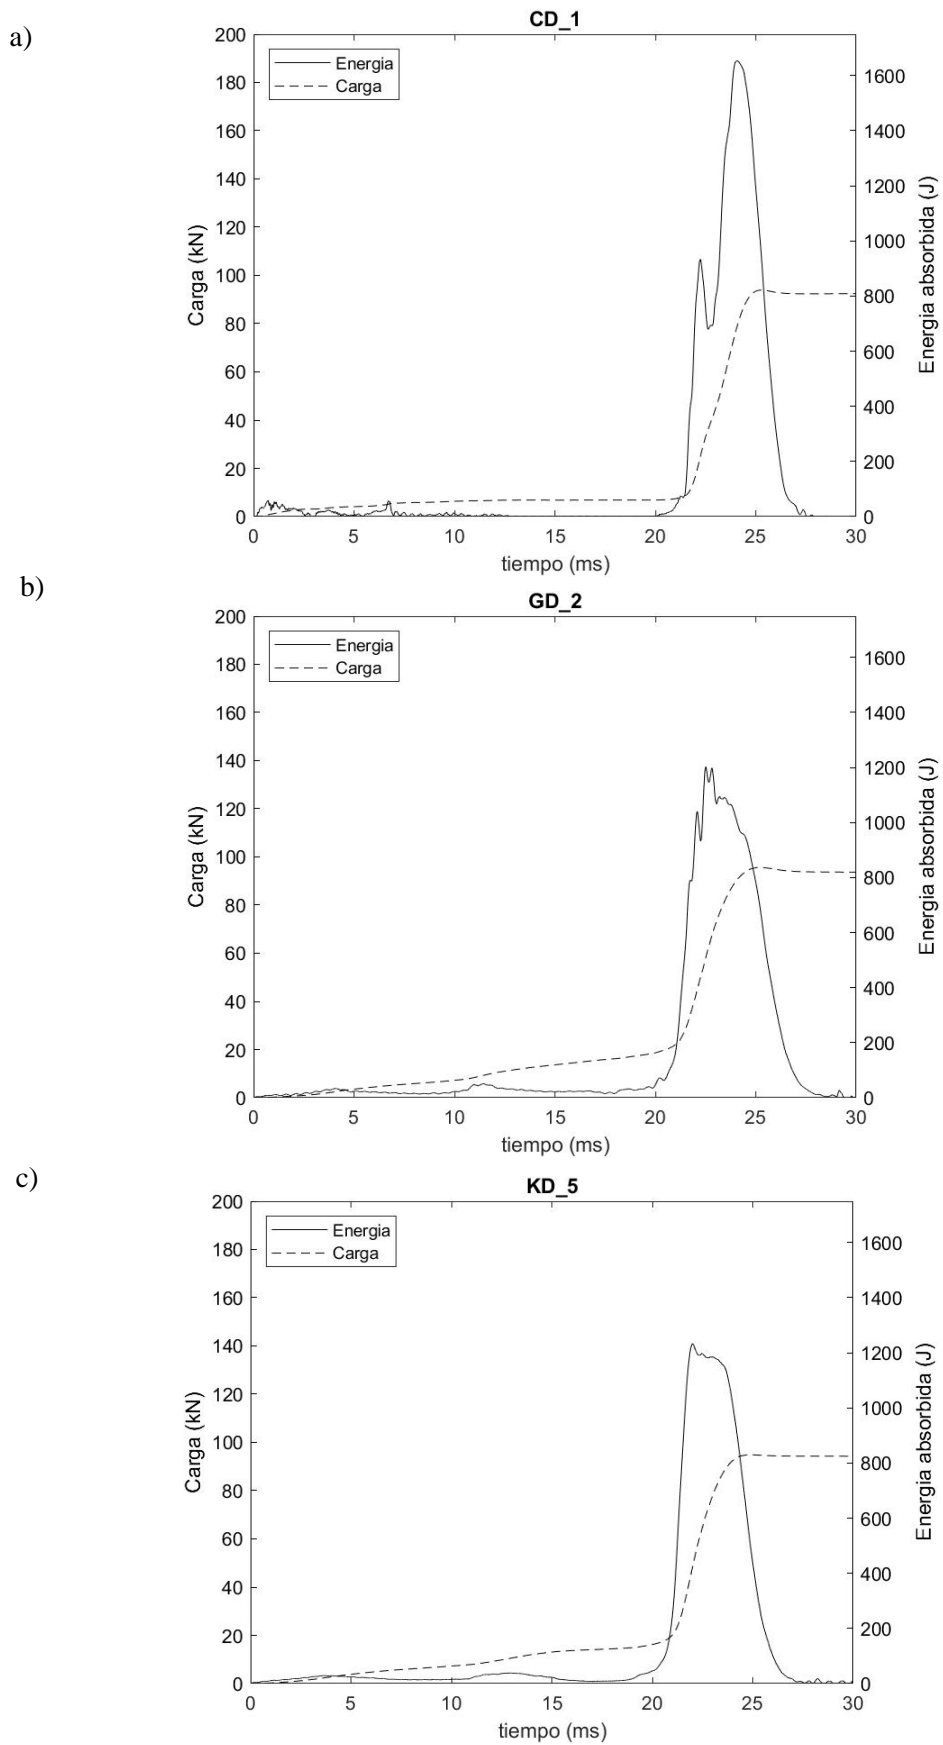 a)
CD_1
Energia
Carga
200
180
160
140
120
100
80
60
40
20
0
Carga (kN)
1600
1400
1200
1000
800
600
400
200
0
Energia absorbida (J)
0 5 10 15 20 25 30
tiempo (ms)
b)
GD_2
Energia
Carga
200
180
160
140
120
100
80
60
40
20
0
Carga (kN)
1600
1400
1200
1000
800
600
400
200
0
Energia absorbida (J)
0 5 10 15 20 25 30
tiempo (ms)
c)
KD_5
Energia
Carga
200
180
160
140
120
100
80
60
40
20
0
Carga (kN)
1600
1400
1200
1000
800
600
400
200
0
Energia absorbida (J)
0 5 10 15 20 25 30
tiempo (ms)